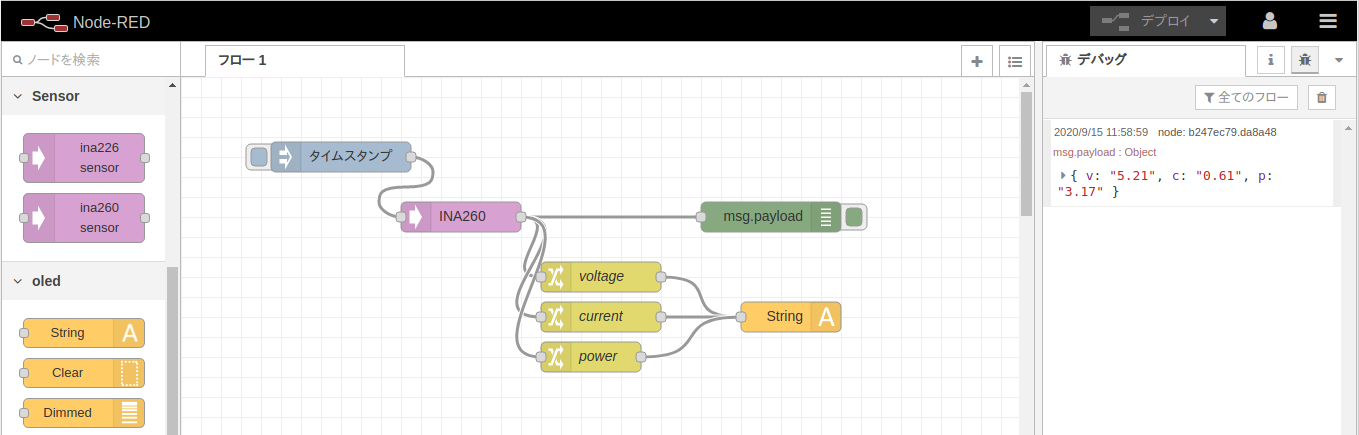 Node-RED
デプロイ
ノードを検索
フロー 1
デバッグ
全てのフロー
Sensor
ina226
sensor
ina260
sensor
oled
String
A
Clear
Dimmed
タイムスタンプ
INA260
msg.payload
voltage
current
power
String
A
2020/9/15 11:58:59 node: b247ec79.da8a48
msg.payload : Object
{ v: "5.21", c: "0.61", p:
"3.17" }